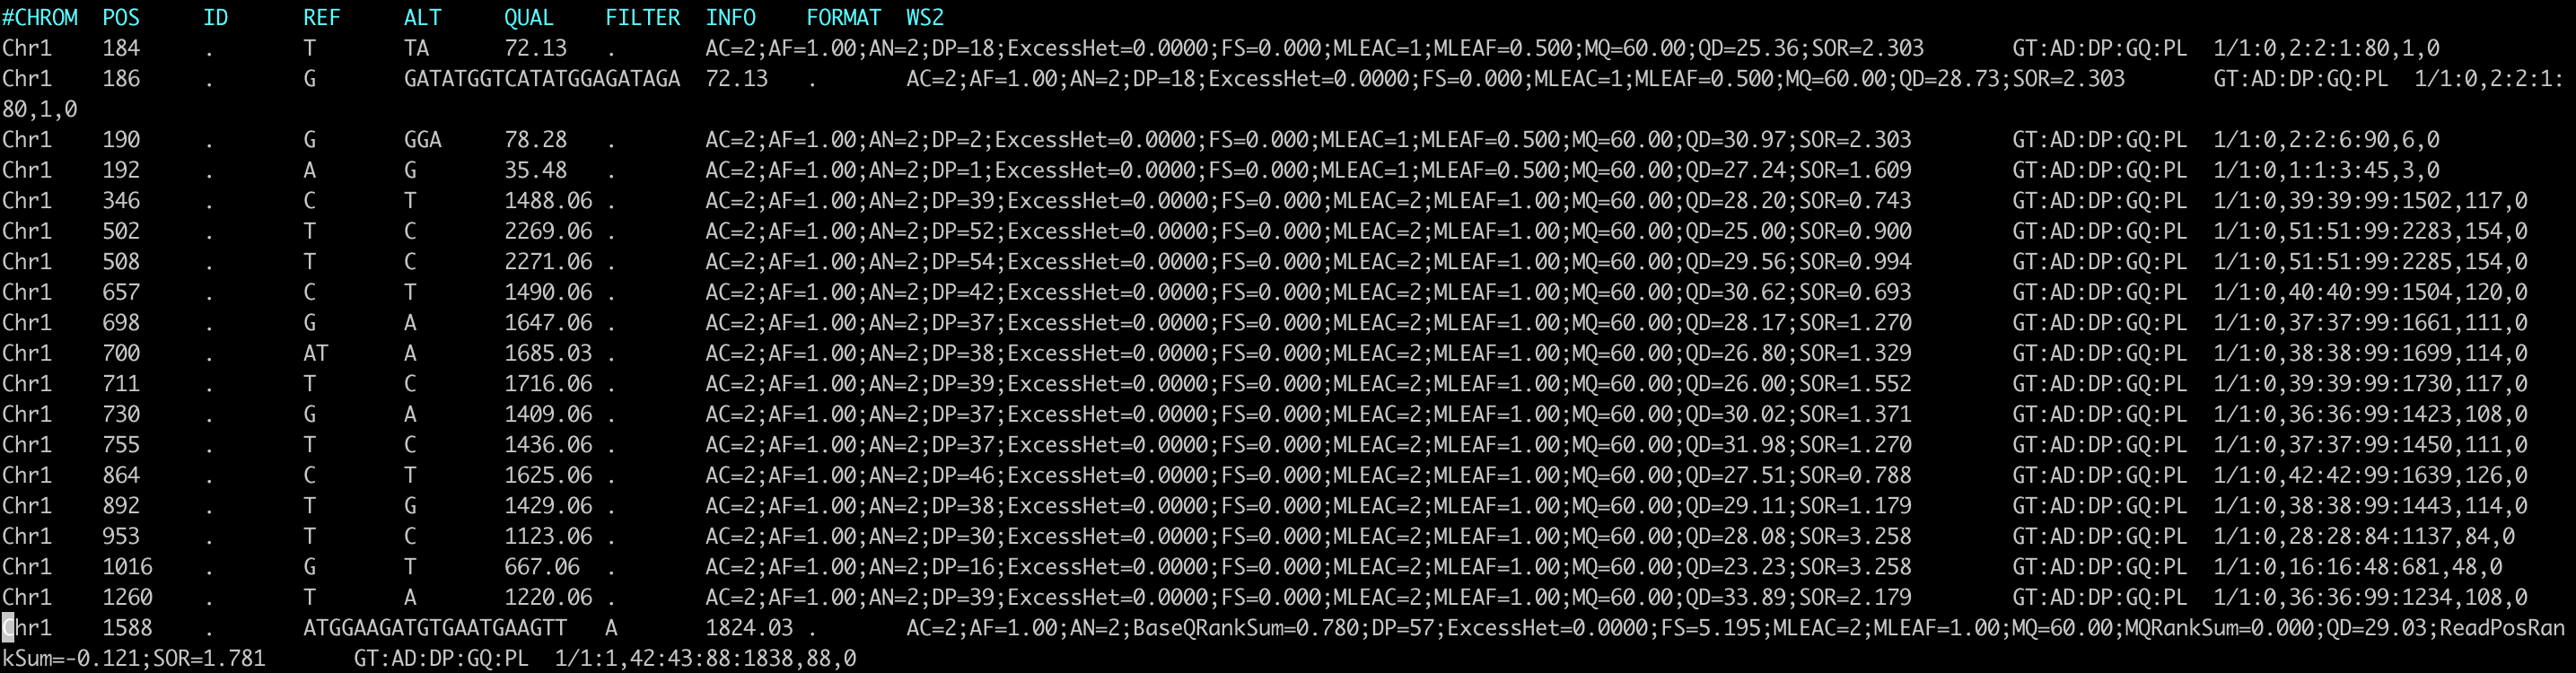 #CHROM POS ID REF ALT QUAL FILTER INFO FORMAT WS2
Chr1 184 . T TA 72.13 . AC=2;AF=1.00;AN=2;DP=18;ExcessHet=0.0000;FS=0.000;MLEAC=1;MLEAF=0.500;MQ=60.00;QD=25.36;SOR=2.303 GT:AD:DP:GQ:PL 1/1:0,2:2:1:80,1,0
Chr1 186 . G GATATGGTCATATGGAGATAGA 72.13 . AC=2;AF=1.00;AN=2;DP=18;ExcessHet=0.0000;FS=0.000;MLEAC=1;MLEAF=0.500;MQ=60.00;QD=28.73;SOR=2.303 GT:AD:DP:GQ:PL 1/1:0,2:2:1:
80,1,0
Chr1 190 . G GGA 78.28 . AC=2;AF=1.00;AN=2;DP=2;ExcessHet=0.0000;FS=0.000;MLEAC=1;MLEAF=0.500;MQ=60.00;QD=30.97;SOR=2.303 GT:AD:DP:GQ:PL 1/1:0,2:2:6:90,6,0
Chr1 192 . A G 35.48 . AC=2;AF=1.00;AN=2;DP=1;ExcessHet=0.0000;FS=0.000;MLEAC=1;MLEAF=0.500;MQ=60.00;QD=27.24;SOR=1.609 GT:AD:DP:GQ:PL 1/1:0,1:1:3:45,3,0
Chr1 346 . C T 1488.06 . AC=2;AF=1.00;AN=2;DP=39;ExcessHet=0.0000;FS=0.000;MLEAC=2;MLEAF=1.00;MQ=60.00;QD=28.20;SOR=0.743 GT:AD:DP:GQ:PL 1/1:0,39:39:99:1502,117,0
Chr1 502 . T C 2269.06 . AC=2;AF=1.00;AN=2;DP=52;ExcessHet=0.0000;FS=0.000;MLEAC=2;MLEAF=1.00;MQ=60.00;QD=25.00;SOR=0.900 GT:AD:DP:GQ:PL 1/1:0,51:51:99:2283,154,0
Chr1 508 . T C 2271.06 . AC=2;AF=1.00;AN=2;DP=54;ExcessHet=0.0000;FS=0.000;MLEAC=2;MLEAF=1.00;MQ=60.00;QD=29.56;SOR=0.994 GT:AD:DP:GQ:PL 1/1:0,51:51:99:2285,154,0
Chr1 657 . C T 1490.06 . AC=2;AF=1.00;AN=2;DP=42;ExcessHet=0.0000;FS=0.000;MLEAC=2;MLEAF=1.00;MQ=60.00;QD=30.62;SOR=0.693 GT:AD:DP:GQ:PL 1/1:0,40:40:99:1504,120,0
Chr1 698 . G A 1647.06 . AC=2;AF=1.00;AN=2;DP=37;ExcessHet=0.0000;FS=0.000;MLEAC=2;MLEAF=1.00;MQ=60.00;QD=28.17;SOR=1.270 GT:AD:DP:GQ:PL 1/1:0,37:37:99:1661,111,0
Chr1 700 . AT A 1685.03 . AC=2;AF=1.00;AN=2;DP=38;ExcessHet=0.0000;FS=0.000;MLEAC=2;MLEAF=1.00;MQ=60.00;QD=26.80;SOR=1.329 GT:AD:DP:GQ:PL 1/1:0,38:38:99:1699,114,0
Chr1 711 . T C 1716.06 . AC=2;AF=1.00;AN=2;DP=39;ExcessHet=0.0000;FS=0.000;MLEAC=2;MLEAF=1.00;MQ=60.00;QD=26.00;SOR=1.552 GT:AD:DP:GQ:PL 1/1:0,39:39:99:1730,117,0
Chr1 730 . G A 1409.06 . AC=2;AF=1.00;AN=2;DP=37;ExcessHet=0.0000;FS=0.000;MLEAC=2;MLEAF=1.00;MQ=60.00;QD=30.02;SOR=1.371 GT:AD:DP:GQ:PL 1/1:0,36:36:99:1423,108,0
Chr1 755 . T C 1436.06 . AC=2;AF=1.00;AN=2;DP=37;ExcessHet=0.0000;FS=0.000;MLEAC=2;MLEAF=1.00;MQ=60.00;QD=31.98;SOR=1.270 GT:AD:DP:GQ:PL 1/1:0,37:37:99:1450,111,0
Chr1 864 . C T 1625.06 . AC=2;AF=1.00;AN=2;DP=46;ExcessHet=0.0000;FS=0.000;MLEAC=2;MLEAF=1.00;MQ=60.00;QD=27.51;SOR=0.788 GT:AD:DP:GQ:PL 1/1:0,42:42:99:1639,126,0
Chr1 892 . T G 1429.06 . AC=2;AF=1.00;AN=2;DP=38;ExcessHet=0.0000;FS=0.000;MLEAC=2;MLEAF=1.00;MQ=60.00;QD=29.11;SOR=1.179 GT:AD:DP:GQ:PL 1/1:0,38:38:99:1443,114,0
Chr1 953 . T C 1123.06 . AC=2;AF=1.00;AN=2;DP=30;ExcessHet=0.0000;FS=0.000;MLEAC=2;MLEAF=1.00;MQ=60.00;QD=28.08;SOR=3.258 GT:AD:DP:GQ:PL 1/1:0,28:28:84:1137,84,0
Chr1 1016 . G T 667.06 . AC=2;AF=1.00;AN=2;DP=16;ExcessHet=0.0000;FS=0.000;MLEAC=2;MLEAF=1.00;MQ=60.00;QD=23.23;SOR=3.258 GT:AD:DP:GQ:PL 1/1:0,16:16:48:681,48,0
Chr1 1260 . T A 1220.06 . AC=2;AF=1.00;AN=2;DP=39;ExcessHet=0.0000;FS=0.000;MLEAC=2;MLEAF=1.00;MQ=60.00;QD=33.89;SOR=2.179 GT:AD:DP:GQ:PL 1/1:0,36:36:99:1234,108,0
Chr1 1588 . ATGGAAGATGTGAATGAAGTT A 1824.03 . AC=2;AF=1.00;AN=2;BaseQRankSum=0.780;DP=57;ExcessHet=0.0000;FS=5.195;MLEAC=2;MLEAF=1.00;MQ=60.00;MQRankSum=0.000;QD=29.03;ReadPosRan
kSum=-0.121;SOR=1.781 GT:AD:DP:GQ:PL 1/1:1,42:43:88:1838,88,0